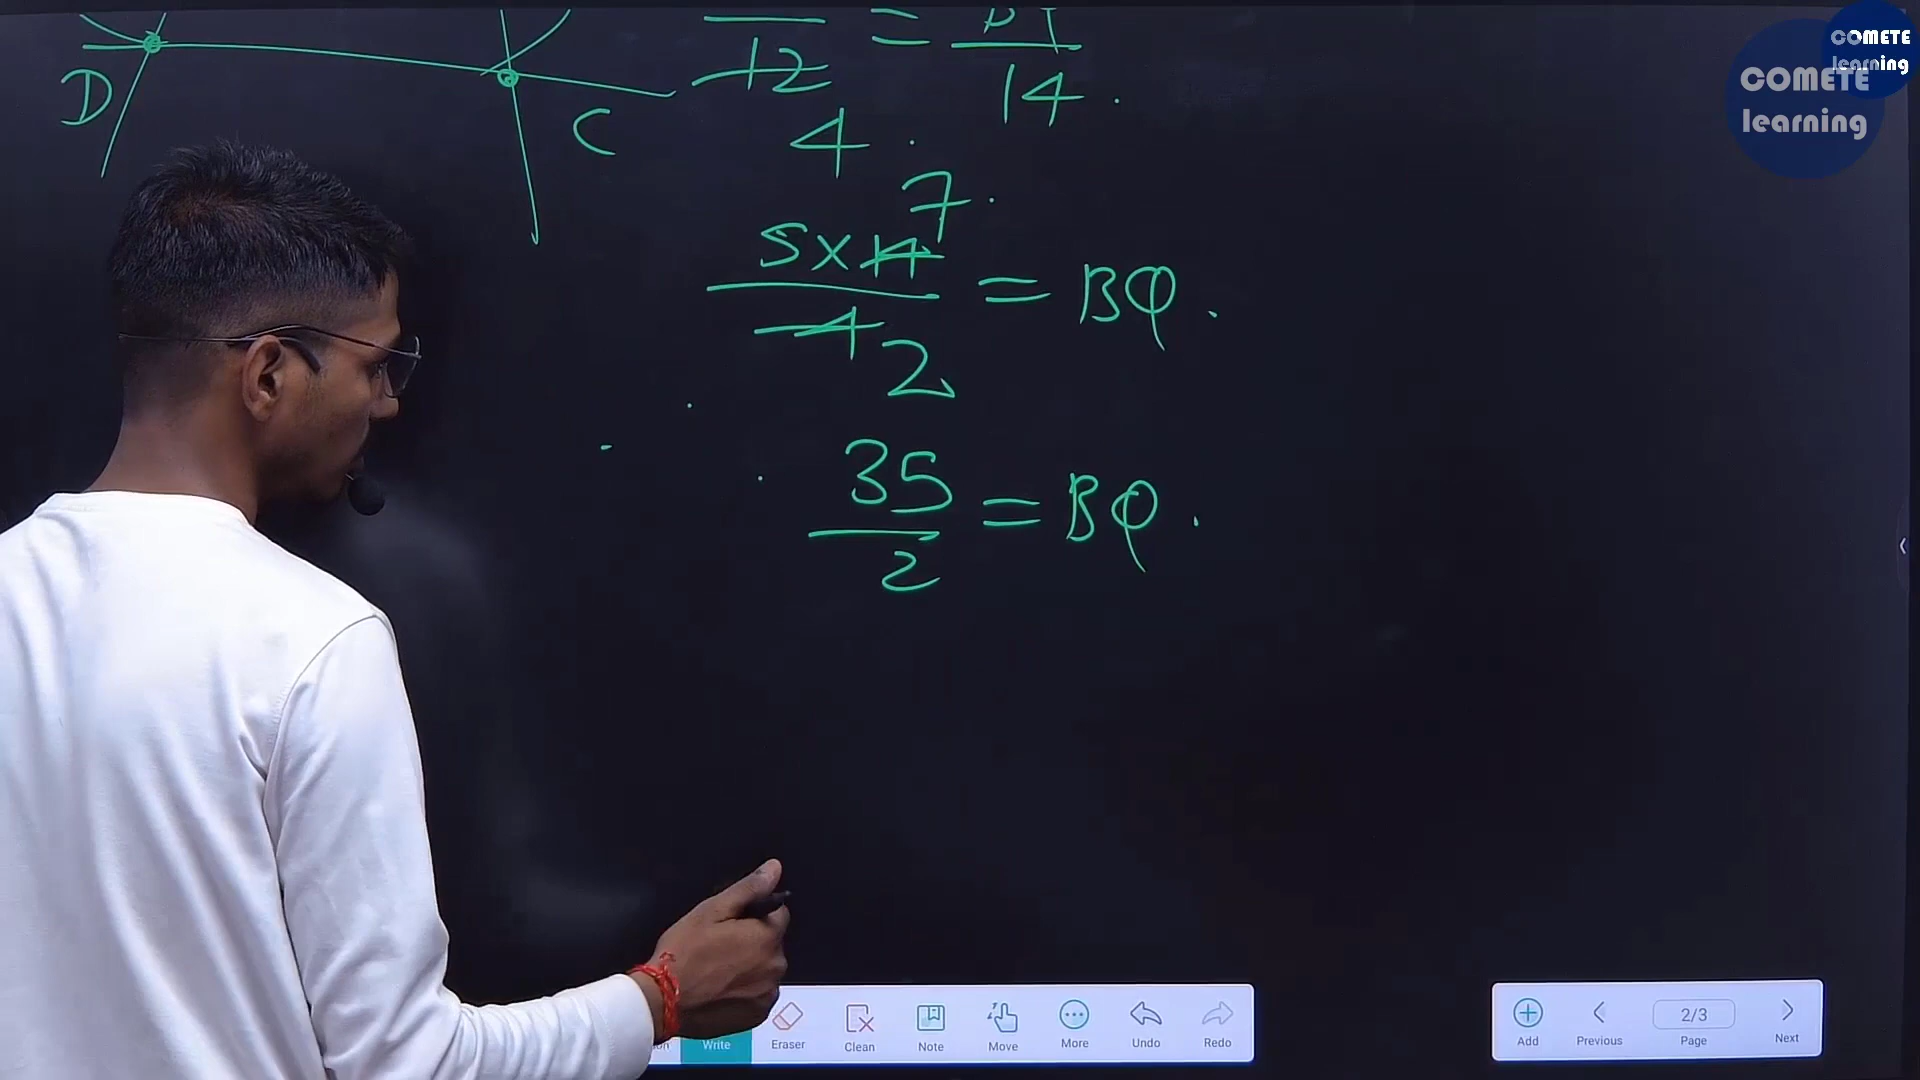 COMETE
learning
COMETE
learning
D
C
12 =
14
4
7
5 x 14 = BQ
4 2
35 = BQ
2
Write
Eraser
Clean
Note
Move
More
Undo
Redo
Add
Previous
2/3
Page
Next